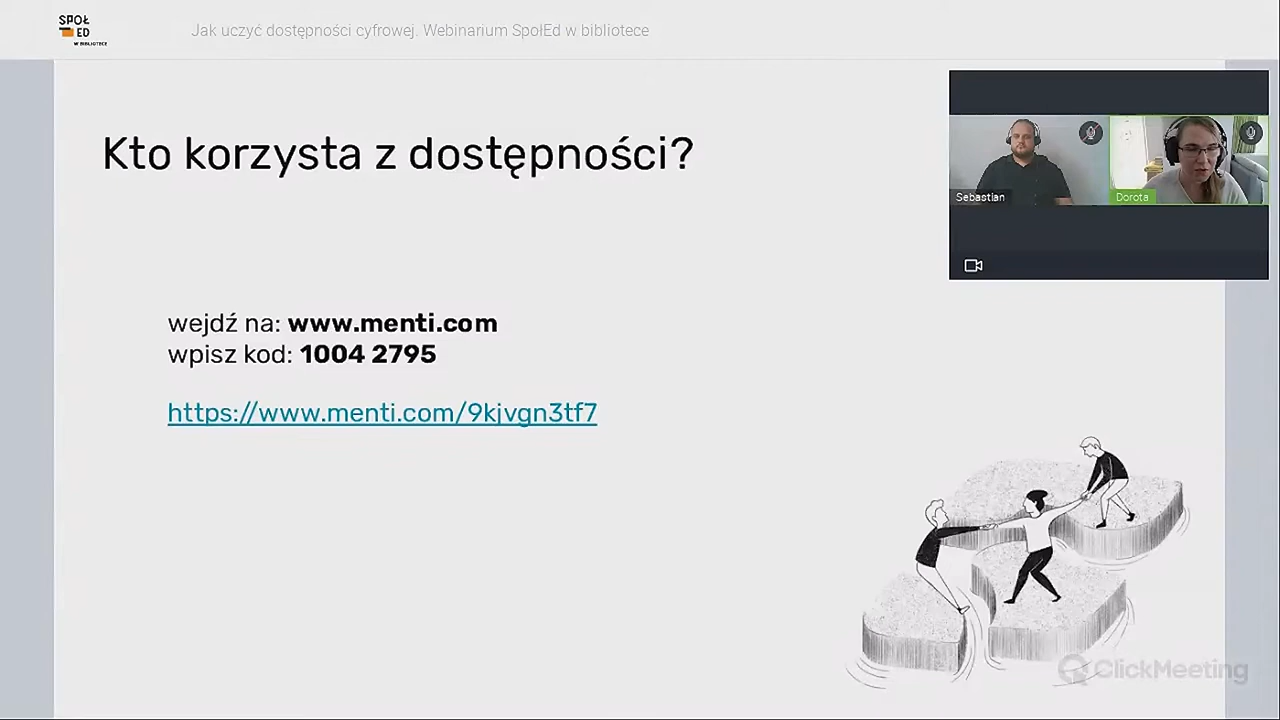 SPOŁ
ED
W BIBLIOTECE
Jak uczyć dostępności cyfrowej. Webinarium SpołEd w bibliotece
Kto korzysta z dostępności?
Sebastian
Dorota
wejdź na: www.menti.com
wpisz kod: 1004 2795
https://www.menti.com/9kjvgn3tf7
ClickMeeting